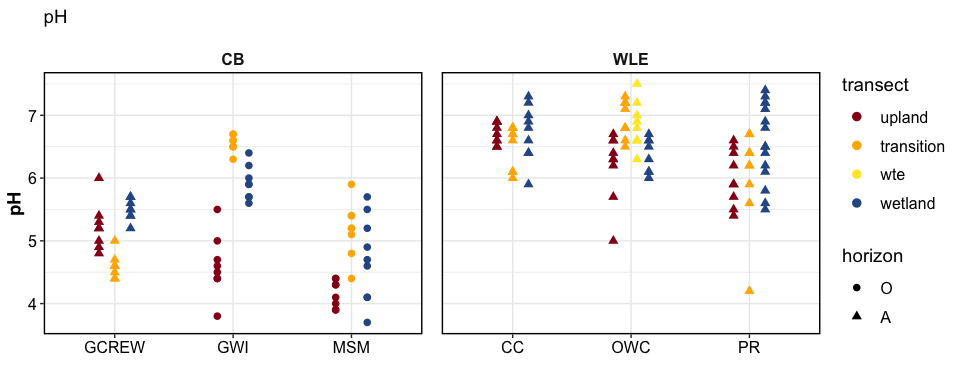 pH
CB
WLE
pH
7
6
5
4
GCREW
GWI
MSM
CC
OWC
PR
transect
upland
transition
wte
wetland
horizon
O
A